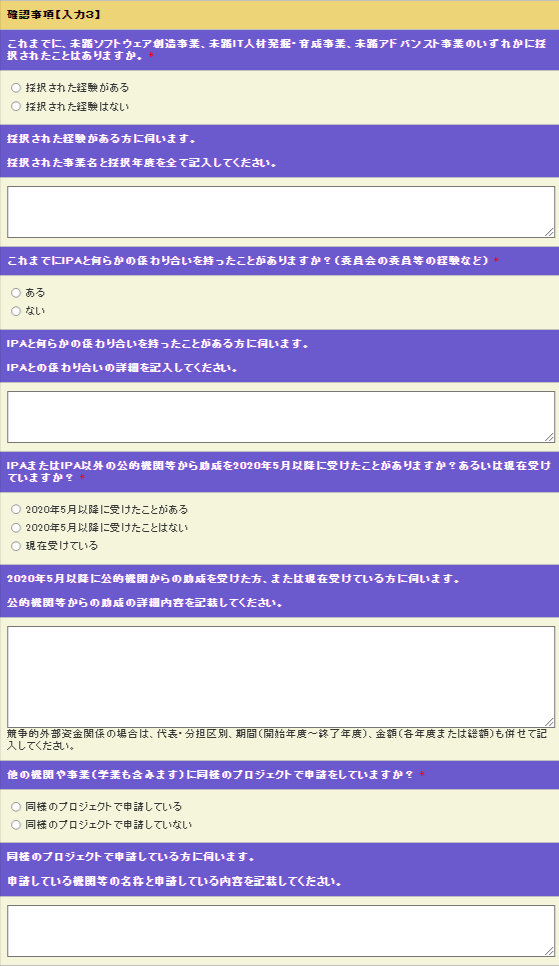 確認事項【入力3】
これまでに、未踏ソフトウェア創造事業、未踏IT人材発掘・育成事業、未踏アドバンスト事業のいずれかに採
択されたことはありますか。 *
採択された経験がある
採択された経験はない
採択された経験がある方に伺います。
採択された事業名と採択年度を全て記入してください。
これまでにIPAと何らかの係わり合いを持ったことがありますか？(委員会の委員等の経験など) *
ある
ない
IPAと何らかの係わり合いを持ったことがある方に伺います。
IPAとの係わり合いの詳細を記入してください。
IPAまたはIPA以外の公的機関等から助成を2020年5月以降に受けたことがありますか？あるいは現在受け
ていますか？ *
2020年5月以降に受けたことがある
2020年5月以降に受けたことはない
現在受けている
2020年5月以降に公的機関からの助成を受けた方、または現在受けている方に伺います。
公的機関等からの助成の詳細内容を記載してください。
競争的外部資金関係の場合は、代表・分担区別、期間(開始年度～終了年度)、金額(各年度または総額)も併せて記
入してください。
他の機関や事業(学業も含みます)に同様のプロジェクトで申請をしていますか？ *
同様のプロジェクトで申請している
同様のプロジェクトで申請していない
同様のプロジェクトで申請している方に伺います。
申請している機関等の名称と申請している内容を記載してください。